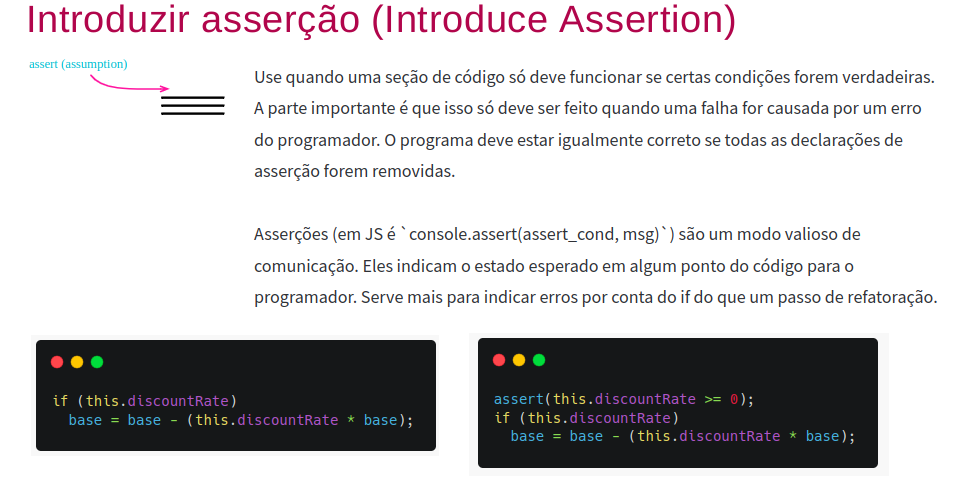 Introduzir asserção (Introduce Assertion)
assert (assumption)
Use quando uma seção de código só deve funcionar se certas condições forem verdadeiras.
A parte importante é que isso só deve ser feito quando uma falha for causada por um erro
do programador. O programa deve estar igualmente correto se todas as declarações de
asserção forem removidas.
Asserções (em JS é `console.assert(assert_cond, msg)`) são um modo valioso de
comunicação. Eles indicam o estado esperado em algum ponto do código para o
programador. Serve mais para indicar erros por conta do if do que um passo de refatoração.
if (this.discountRate)
  base = base - (this.discountRate * base);
assert(this.discountRate >= 0);
if (this.discountRate)
  base = base - (this.discountRate * base);